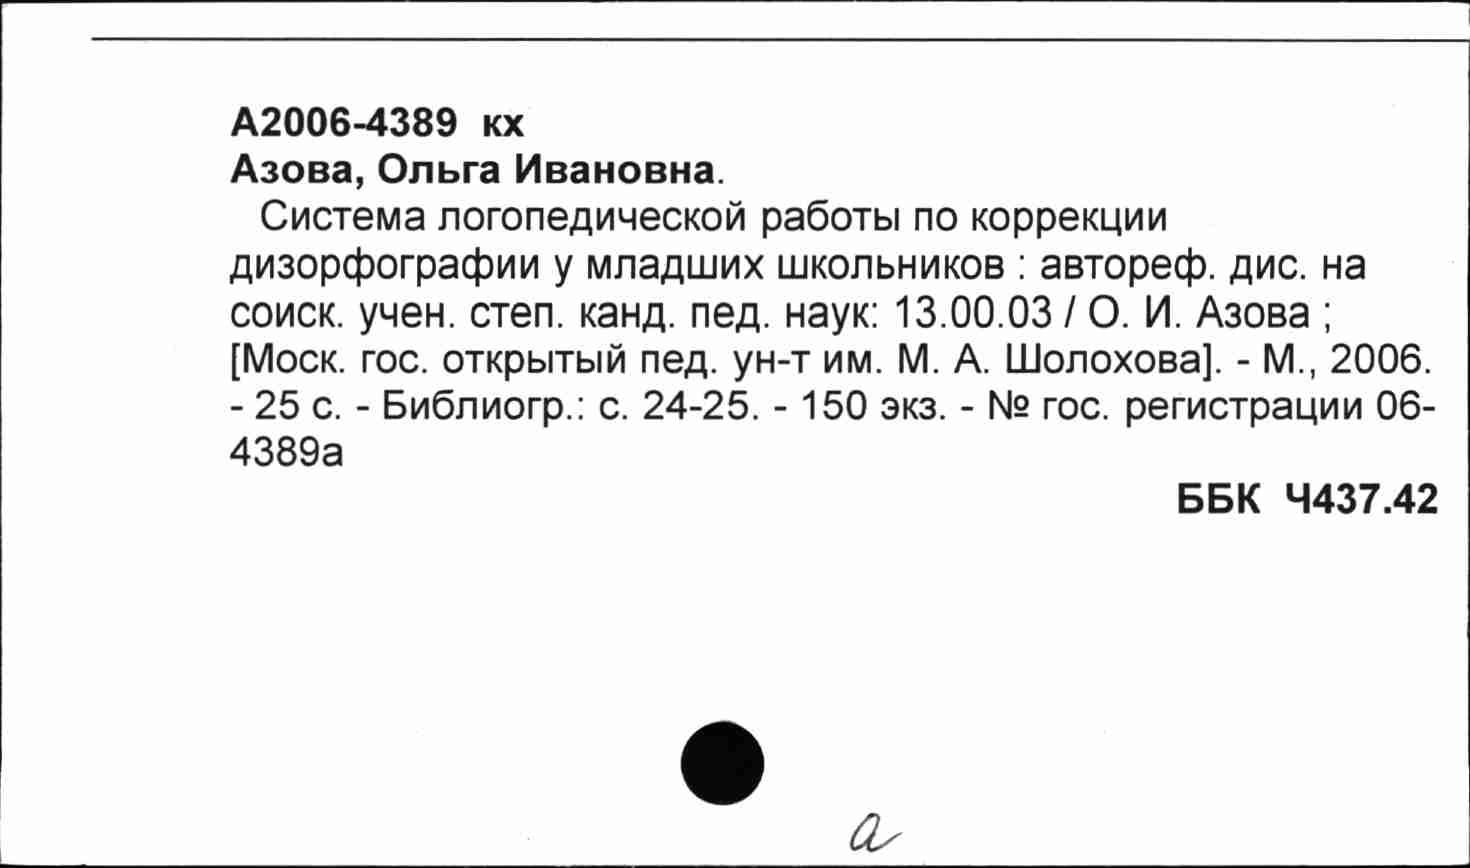 А2006-4389 кх
Азова, Ольга Ивановна.
Система логопедической работы по коррекции
дизорфографии у младших школьников : автореф. дис. на
соиск. учен. степ. канд. пед. наук: 13.00.03 / О. И. Азова ;
[Моск. гос. открытый пед. ун-т им. М. А. Шолохова]. - М., 2006.
- 25 с. - Библиогр.: с. 24-25. - 150 экз. - № гос. регистрации 06-
4389а
ББК Ч437.42
а